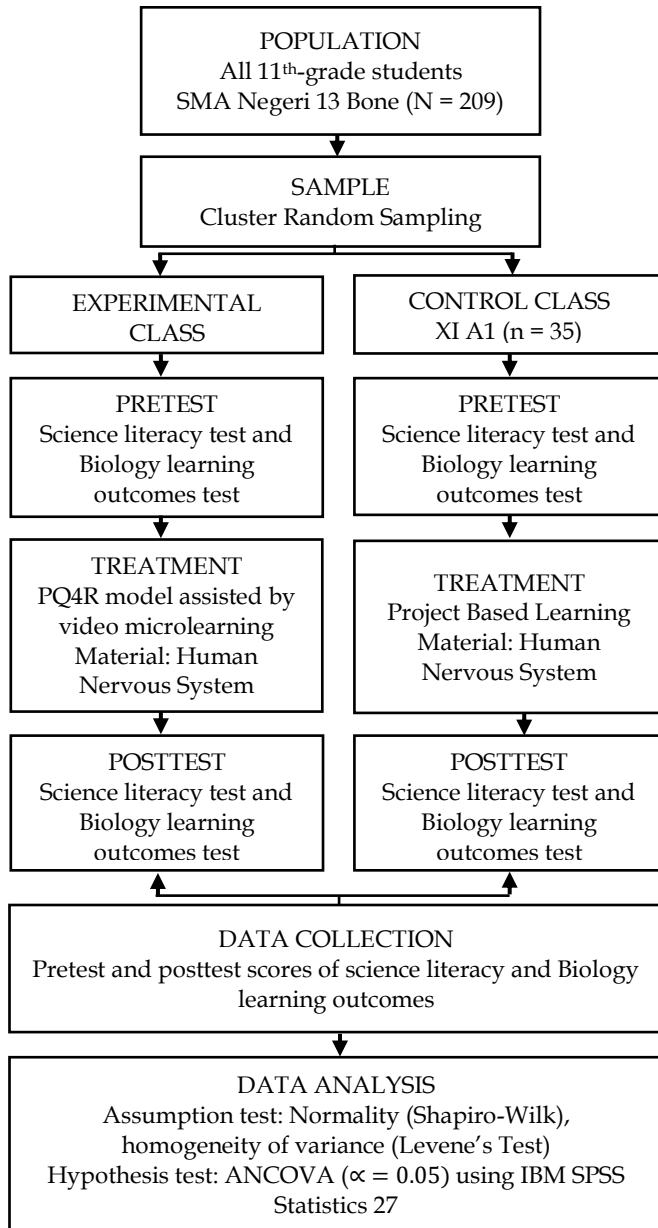 POPULATION
All 11th-grade students
SMA Negeri 13 Bone (N = 209)
SAMPLE
Cluster Random Sampling
EXPERIMENTAL
CLASS
CONTROL CLASS
XI A1 (n = 35)
PRETEST
Science literacy test and
Biology learning
outcomes test
PRETEST
Science literacy test and
Biology learning
outcomes test
TREATMENT
PQ4R model assisted by
video microlearning
Material: Human
Nervous System
TREATMENT
Project Based Learning
Material: Human
Nervous System
POSTTEST
Science literacy test and
Biology learning
outcomes test
POSTTEST
Science literacy test and
Biology learning
outcomes test
DATA COLLECTION
Pretest and posttest scores of science literacy and Biology
learning outcomes
DATA ANALYSIS
Assumption test: Normality (Shapiro-Wilk),
homogeneity of variance (Levene’s Test)
Hypothesis test: ANCOVA (∝ = 0.05) using IBM SPSS
Statistics 27